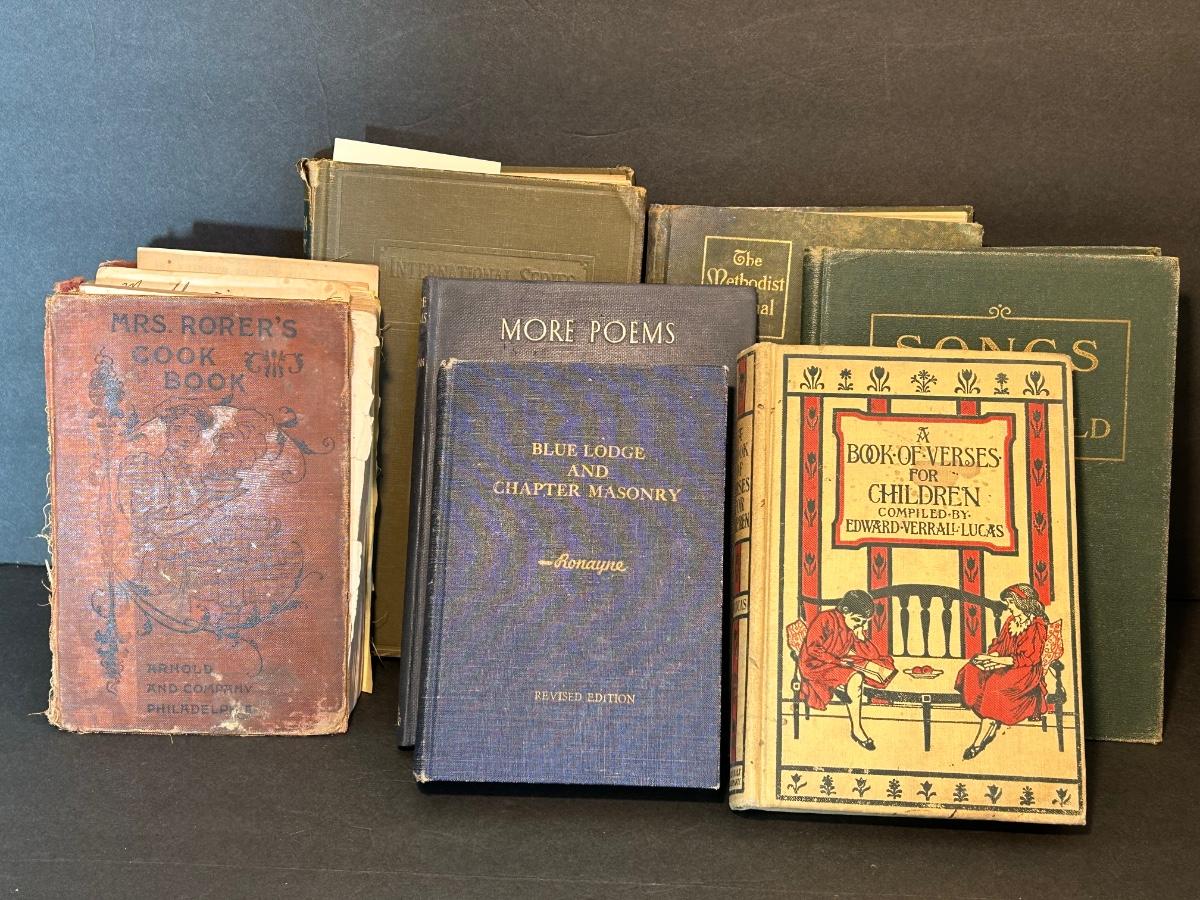 MRS. RORER'S
COOK
BOOK
ARNOLD
AND COMPANY
PHILADELPHIA
INTERNATIONAL SERIES
MORE POEMS
BLUE LODGE
AND
CHAPTER MASONRY
Ronayne
REVISED EDITION
The
Methodist
SONGS
A
BOOK·OF·VERSES·
FOR
CHILDREN
COMPILED·BY·
EDWARD·VERRALL·LUCAS